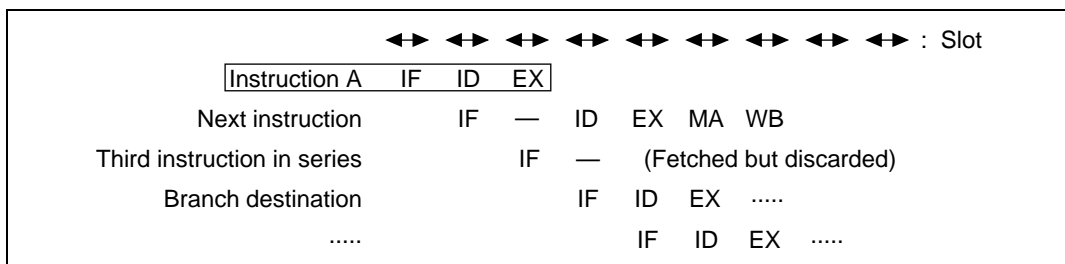 : Slot
Instruction A IF ID EX
Next instruction IF — ID EX MA WB
Third instruction in series IF — (Fetched but discarded)
Branch destination IF ID EX .....
..... IF ID EX .....